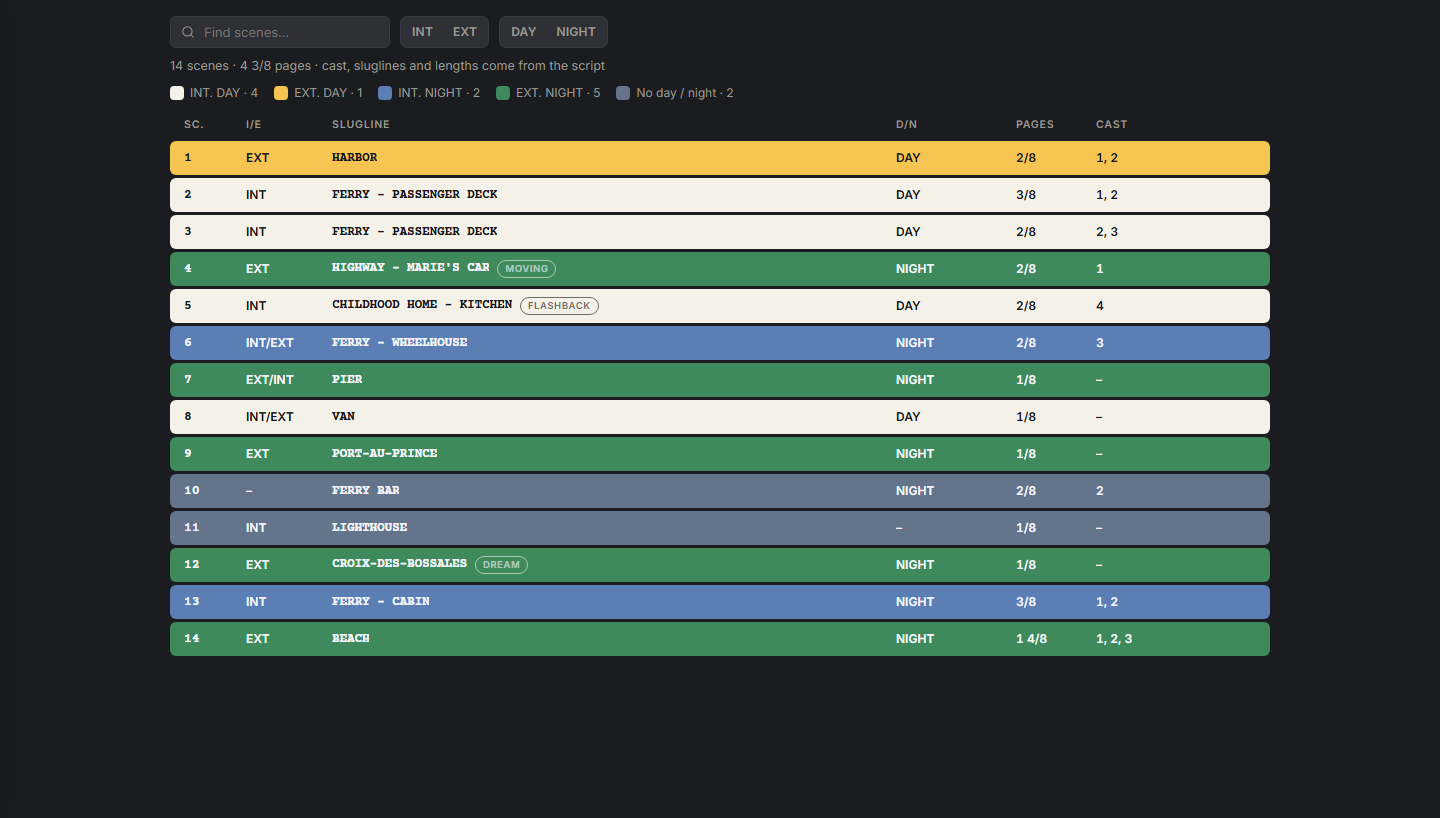 Find scenes...
INT EXT
DAY NIGHT
14 scenes · 4 3/8 pages · cast, sluglines and lengths come from the script
INT. DAY · 4 EXT. DAY · 1 INT. NIGHT · 2 EXT. NIGHT · 5 No day / night · 2
SC. I/E SLUGLINE D/N PAGES CAST
1 EXT HARBOR DAY 2/8 1, 2
2 INT FERRY – PASSENGER DECK DAY 3/8 1, 2
3 INT FERRY – PASSENGER DECK DAY 2/8 2, 3
4 EXT HIGHWAY – MARIE'S CAR MOVING NIGHT 2/8 1
5 INT CHILDHOOD HOME – KITCHEN FLASHBACK DAY 2/8 4
6 INT/EXT FERRY – WHEELHOUSE NIGHT 2/8 3
7 EXT/INT PIER NIGHT 1/8 –
8 INT/EXT VAN DAY 1/8 –
9 EXT PORT-AU-PRINCE NIGHT 1/8 –
10 – FERRY BAR NIGHT 2/8 2
11 INT LIGHTHOUSE – 1/8 –
12 EXT CROIX-DES-BOSSALES DREAM NIGHT 1/8 –
13 INT FERRY – CABIN NIGHT 3/8 1, 2
14 EXT BEACH NIGHT 1 4/8 1, 2, 3